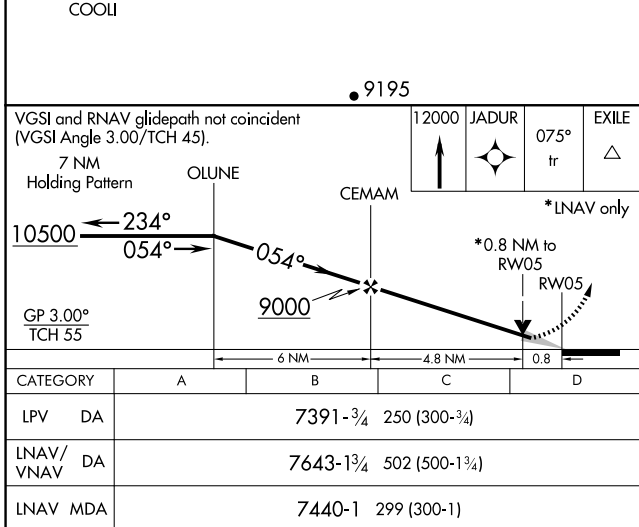 COOLI
9195
VGSI and RNAV glidepath not coincident
(VGSI Angle 3.00/TCH 45).
12000
JADUR
075°
tr
EXILE
7 NM
Holding Pattern
OLUNE
CEMAM
*LNAV only
10500
234°
054°
054°
*0.8 NM to
RW05
RW05
9000
GP 3.00°
TCH 55
6 NM
4.8 NM
0.8
CATEGORY A B C D
LPV DA 7391-¾ 250 (300-¾)
LNAV/
VNAV DA 7643-1¾ 502 (500-1¾)
LNAV MDA 7440-1 299 (300-1)